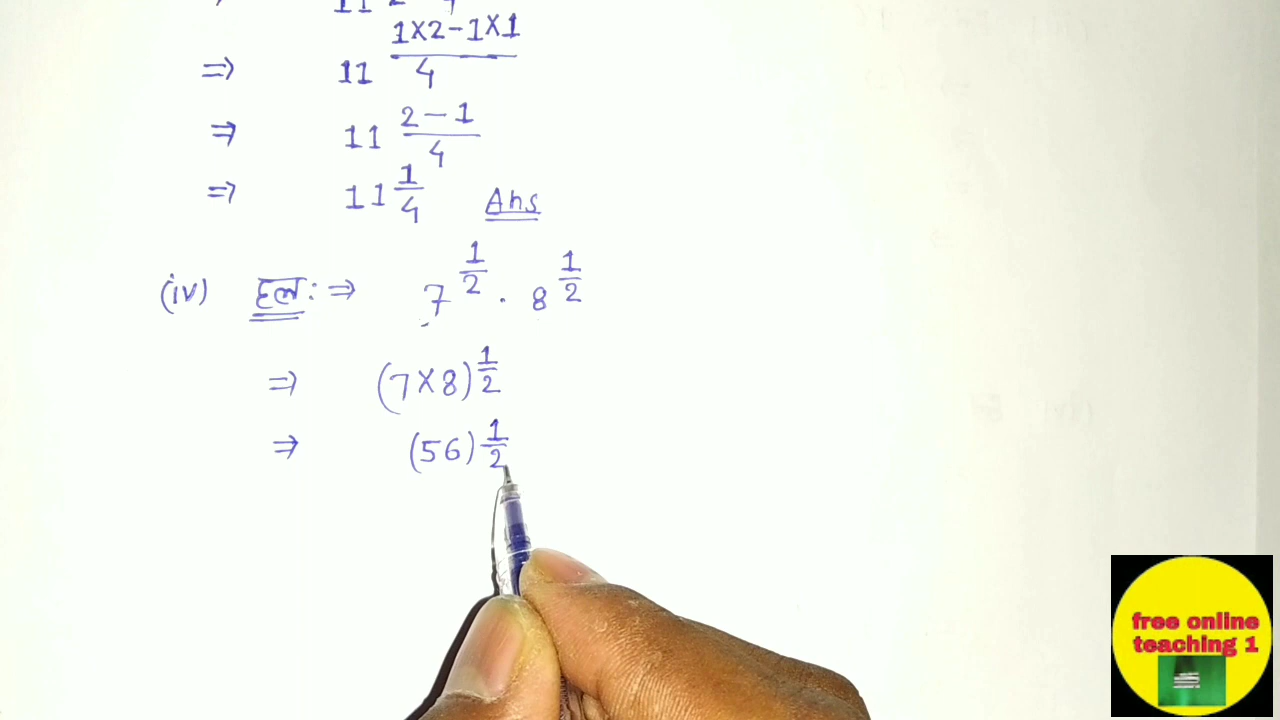 ⇒ 11 (1×2-1×1)/4
⇒ 11 (2-1)/4
⇒ 11 1/4 Ans
(iv) हल:⇒ 7^(1/2) · 8^(1/2)
⇒ (7×8)^(1/2)
⇒ (56)^(1/2)
free online
teaching 1